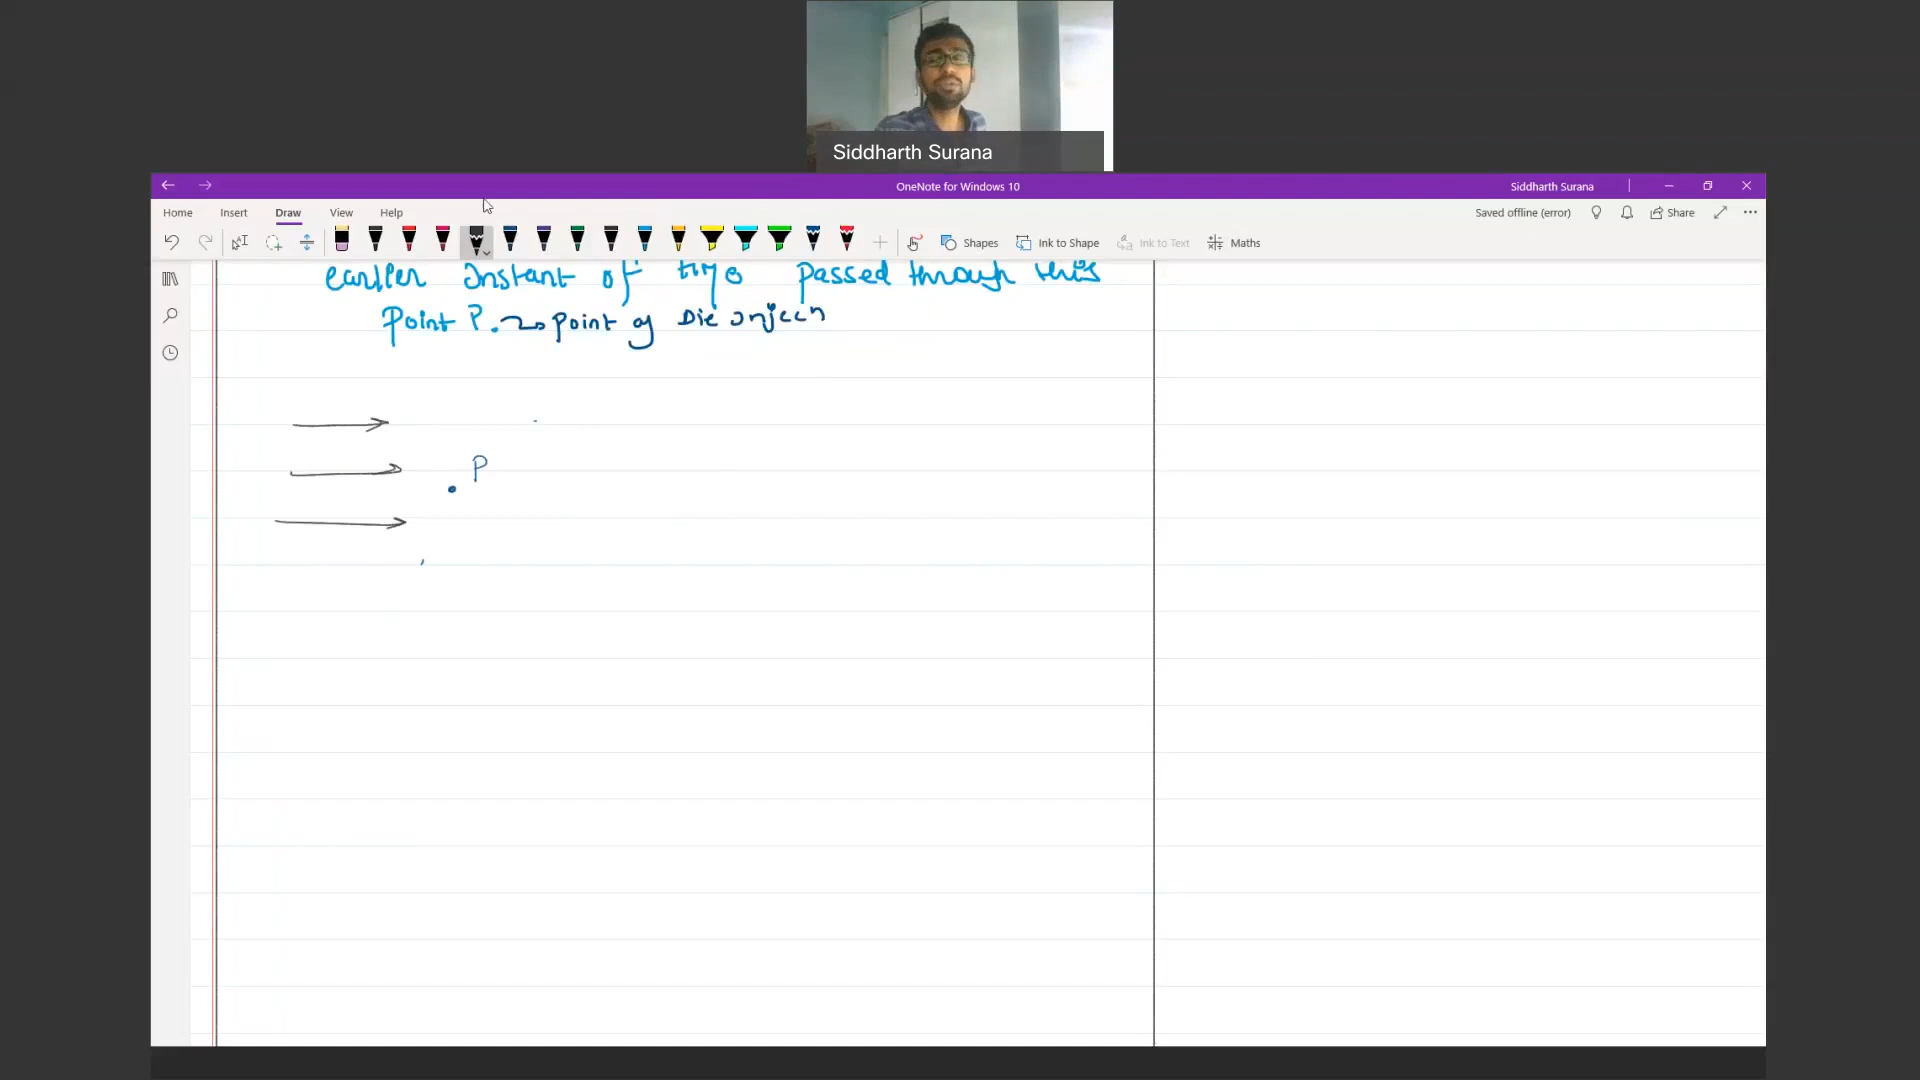 Siddharth Surana
OneNote for Windows 10
Siddharth Surana
Home Insert Draw View Help
Saved offline (error)
Share
Shapes
Ink to Shape
Ink to Text
Maths
earlier Instant of time passed through this
Point P. Point of Die
P